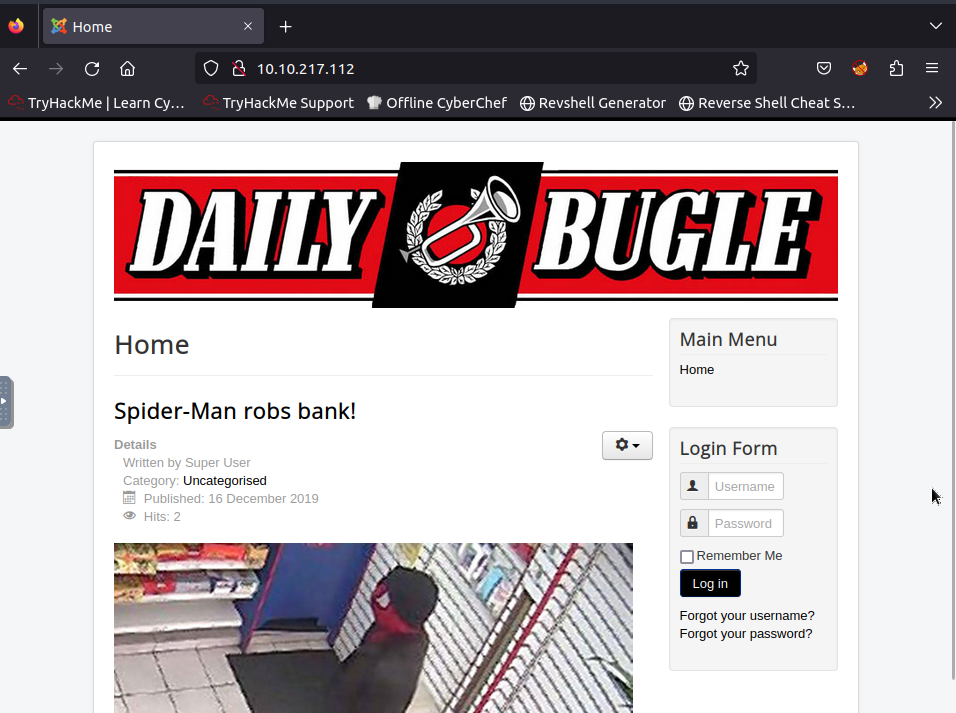 Home
10.10.217.112
TryHackMe | Learn Cy... TryHackMe Support Offline CyberChef Revshell Generator Reverse Shell Cheat S...
DAILY BUGLE
Home
Spider-Man robs bank!
Details
Written by Super User
Category: Uncategorised
Published: 16 December 2019
Hits: 2
Main Menu
Home
Login Form
Username
Password
Remember Me
Log in
Forgot your username?
Forgot your password?